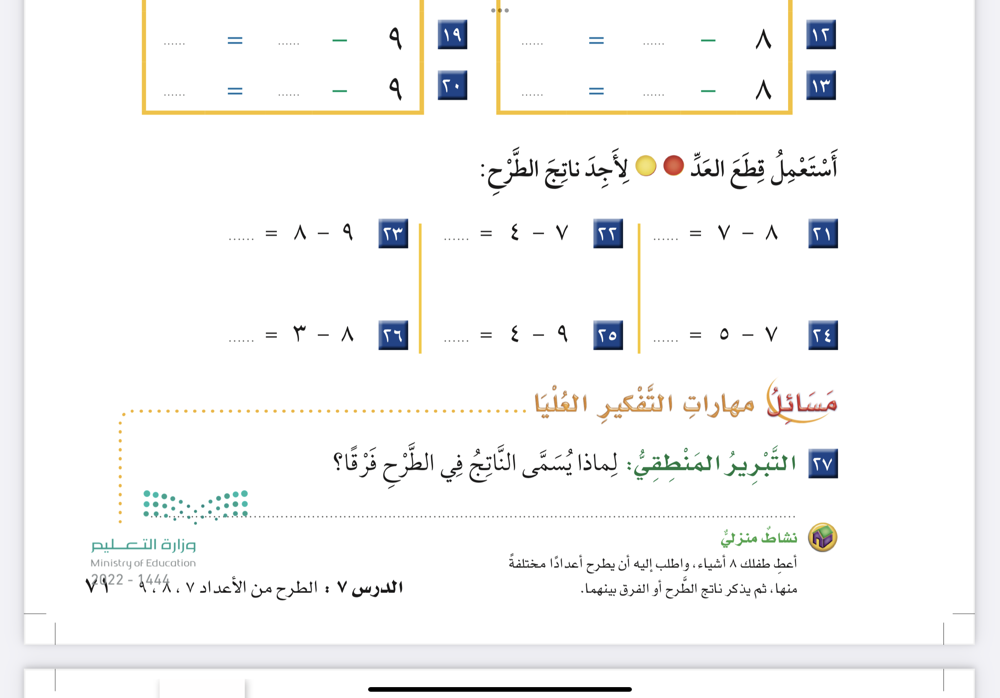 ١٢ ٨ − ...... = ...... ١٩ ٩ − ...... = ......
١٣ ٨ − ...... = ...... ٢٠ ٩ − ...... = ......
أَسْتَعْمِلُ قِطَعَ العَدِّ لِأَجِدَ ناتِجَ الطَّرْحِ:
٢١ ٨ − ٧ = ...... ٢٢ ٧ − ٤ = ...... ٢٣ ٩ − ٨ = ......
٢٤ ٧ − ٥ = ...... ٢٥ ٩ − ٤ = ...... ٢٦ ٨ − ٣ = ......
مَسَائِلُ مهاراتِ التَّفْكيرِ العُلْيَا
٢٧ التَّبْرِيرُ المَنْطِقِيُّ: لِماذا يُسَمَّى النَّاتِجُ فِي الطَّرْحِ فَرْقًا؟
نشاطٌ منزليٌّ
أعطِ طفلك ٨ أشياء، واطلب إليه أن يطرح أعدادًا مختلفةً
منها، ثم يذكر ناتج الطَّرح أو الفرق بينهما.
وزارة التعليم
Ministry of Education
2022 - 1444
الدرس ٧ : الطرح من الأعداد ٧ ، ٨ ، ٩ ٧١